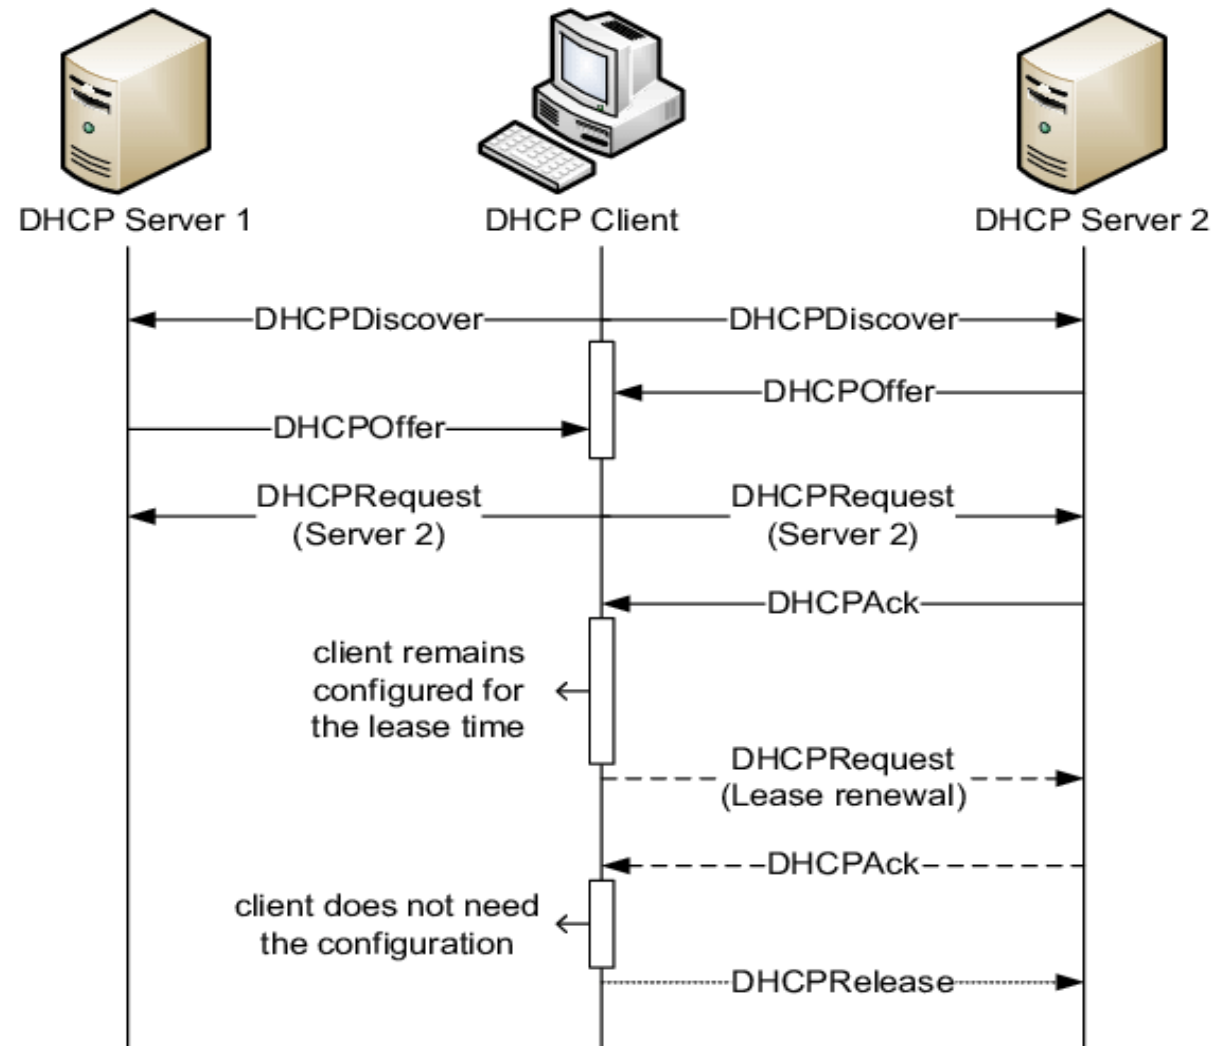 DHCP Server 1
DHCP Client
DHCP Server 2
DHCPDiscover
DHCPDiscover
DHCPOffer
DHCPOffer
DHCPRequest
(Server 2)
DHCPRequest
(Server 2)
DHCPAck
client remains
configured for
the lease time
DHCPRequest
(Lease renewal)
DHCPAck
client does not need
the configuration
DHCPRelease